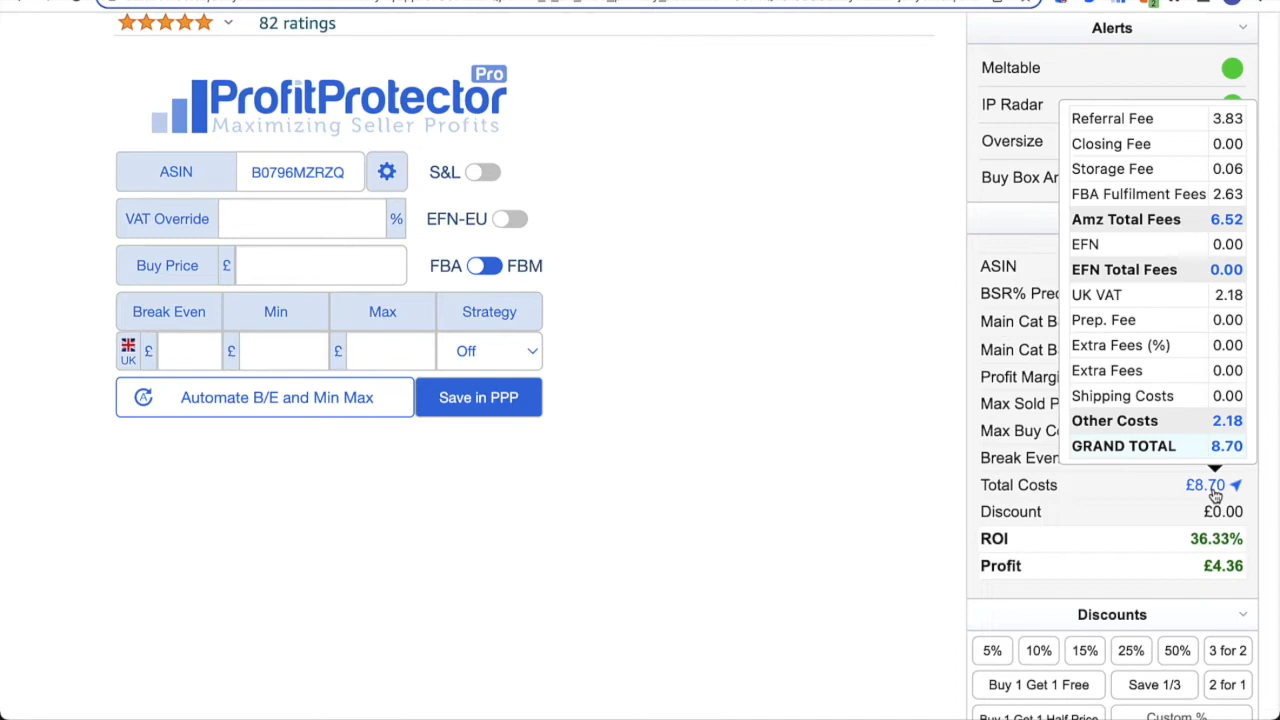 82 ratings
ProfitProtector Pro
Maximizing Seller Profits
ASIN B0796MZRZQ S&L
VAT Override % EFN-EU
Buy Price £ FBA FBM
Break Even Min Max Strategy
UK £ £ £ Off
Automate B/E and Min Max Save in PPP
Alerts
Meltable
IP Radar
Oversize
Buy Box
Referral Fee 3.83
Closing Fee 0.00
Storage Fee 0.06
FBA Fulfilment Fees 2.63
Amz Total Fees 6.52
EFN 0.00
EFN Total Fees 0.00
UK VAT 2.18
Prep. Fee 0.00
Extra Fees (%) 0.00
Extra Fees 0.00
Shipping Costs 0.00
Other Costs 2.18
GRAND TOTAL 8.70
ASIN
BSR%
Main Cat
Main Cat
Profit
Max Sold
Max Buy
Break
Total Costs £8.70
Discount £0.00
ROI 36.33%
Profit £4.36
Discounts
5% 10% 15% 25% 50% 3 for 2
Buy 1 Get 1 Free Save 1/3 2 for 1
Buy 1 Get 1 Half Price Custom %